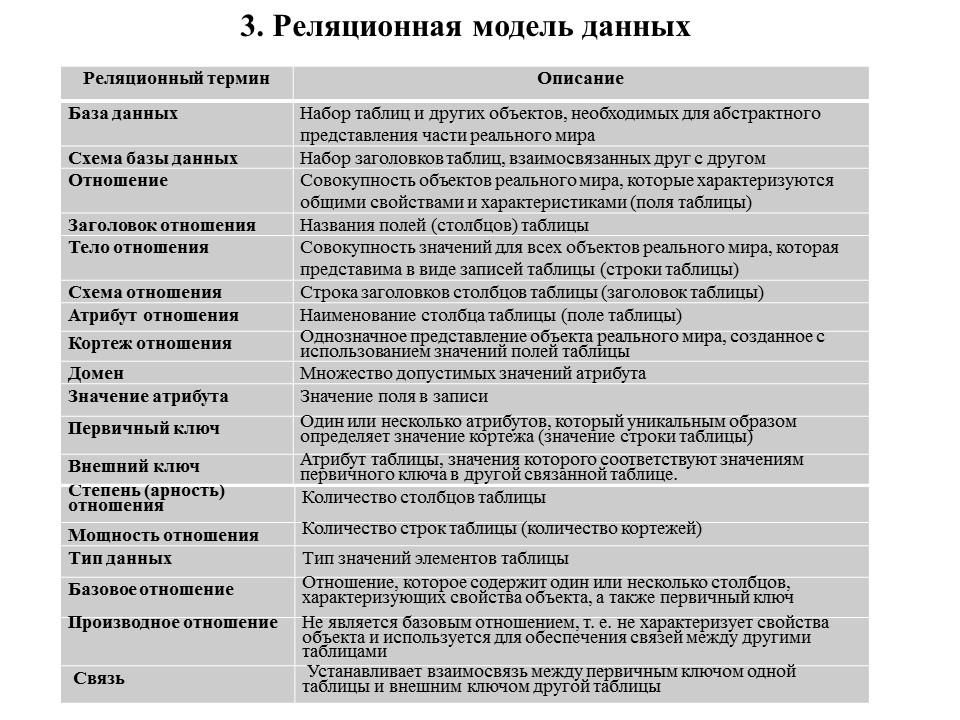 3. Реляционная модель данных
Реляционный термин
Описание
База данных
Набор таблиц и других объектов, необходимых для абстрактного
представления части реального мира
Схема базы данных
Набор заголовков таблиц, взаимосвязанных друг с другом
Отношение
Совокупность объектов реального мира, которые характеризуются
общими свойствами и характеристиками (поля таблицы)
Заголовок отношения
Названия полей (столбцов) таблицы
Тело отношения
Совокупность значений для всех объектов реального мира, которая
представима в виде записей таблицы (строки таблицы)
Схема отношения
Строка заголовков столбцов таблицы (заголовок таблицы)
Атрибут отношения
Наименование столбца таблицы (поле таблицы)
Кортеж отношения
Однозначное представление объекта реального мира, созданное с
использованием значений полей таблицы
Домен
Множество допустимых значений атрибута
Значение атрибута
Значение поля в записи
Первичный ключ
Один или несколько атрибутов, который уникальным образом
определяет значение кортежа (значение строки таблицы)
Внешний ключ
Атрибут таблицы, значения которого соответствуют значениям
первичного ключа в другой связанной таблице.
Степень (арность)
отношения
Количество столбцов таблицы
Мощность отношения
Количество строк таблицы (количество кортежей)
Тип данных
Тип значений элементов таблицы
Базовое отношение
Отношение, которое содержит один или несколько столбцов,
характеризующих свойства объекта, а также первичный ключ
Производное отношение
Не является базовым отношением, т. е. не характеризует свойства
объекта и используется для обеспечения связей между другими
таблицами
Связь
Устанавливает взаимосвязь между первичным ключом одной
таблицы и внешним ключом другой таблицы